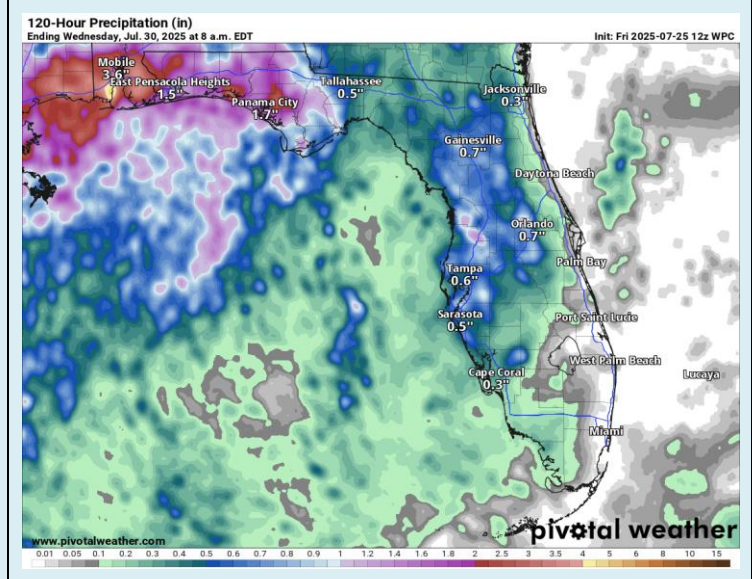 120-Hour Precipitation (in)
Ending Wednesday, Jul. 30, 2025 at 8 a.m. EDT
Init: Fri 2025-07-25 12z WPC
Mobile
3.6"
East Pensacola Heights
1.5"
Panama City
1.7"
Tallahassee
0.5"
Jacksonville
0.3"
Gainesville
0.7"
Daytona Beach
Orlando
0.7"
Palm Bay
Tampa
0.6"
Sarasota
0.5"
Port Saint Lucie
West Palm Beach
Cape Coral
0.3"
Lucaya
Miami
www.pivotalweather.com
pivotal weather
0.01 0.05 0.1 0.2 0.3 0.4 0.5 0.6 0.7 0.8 0.9 1 1.2 1.4 1.6 1.8 2 2.5 3 3.5 4 5 6 8 10 15